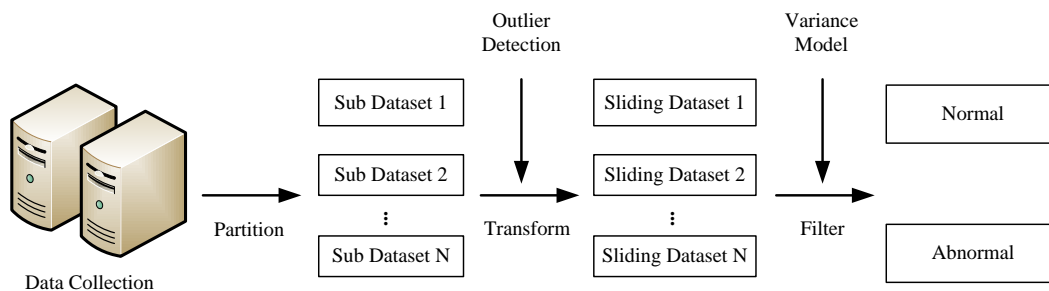 Outlier
Detection
Variance
Model
Sub Dataset 1
Sliding Dataset 1
Normal
Sub Dataset 2
Sliding Dataset 2
Partition
Transform
Filter
Sub Dataset N
Sliding Dataset N
Abnormal
Data Collection